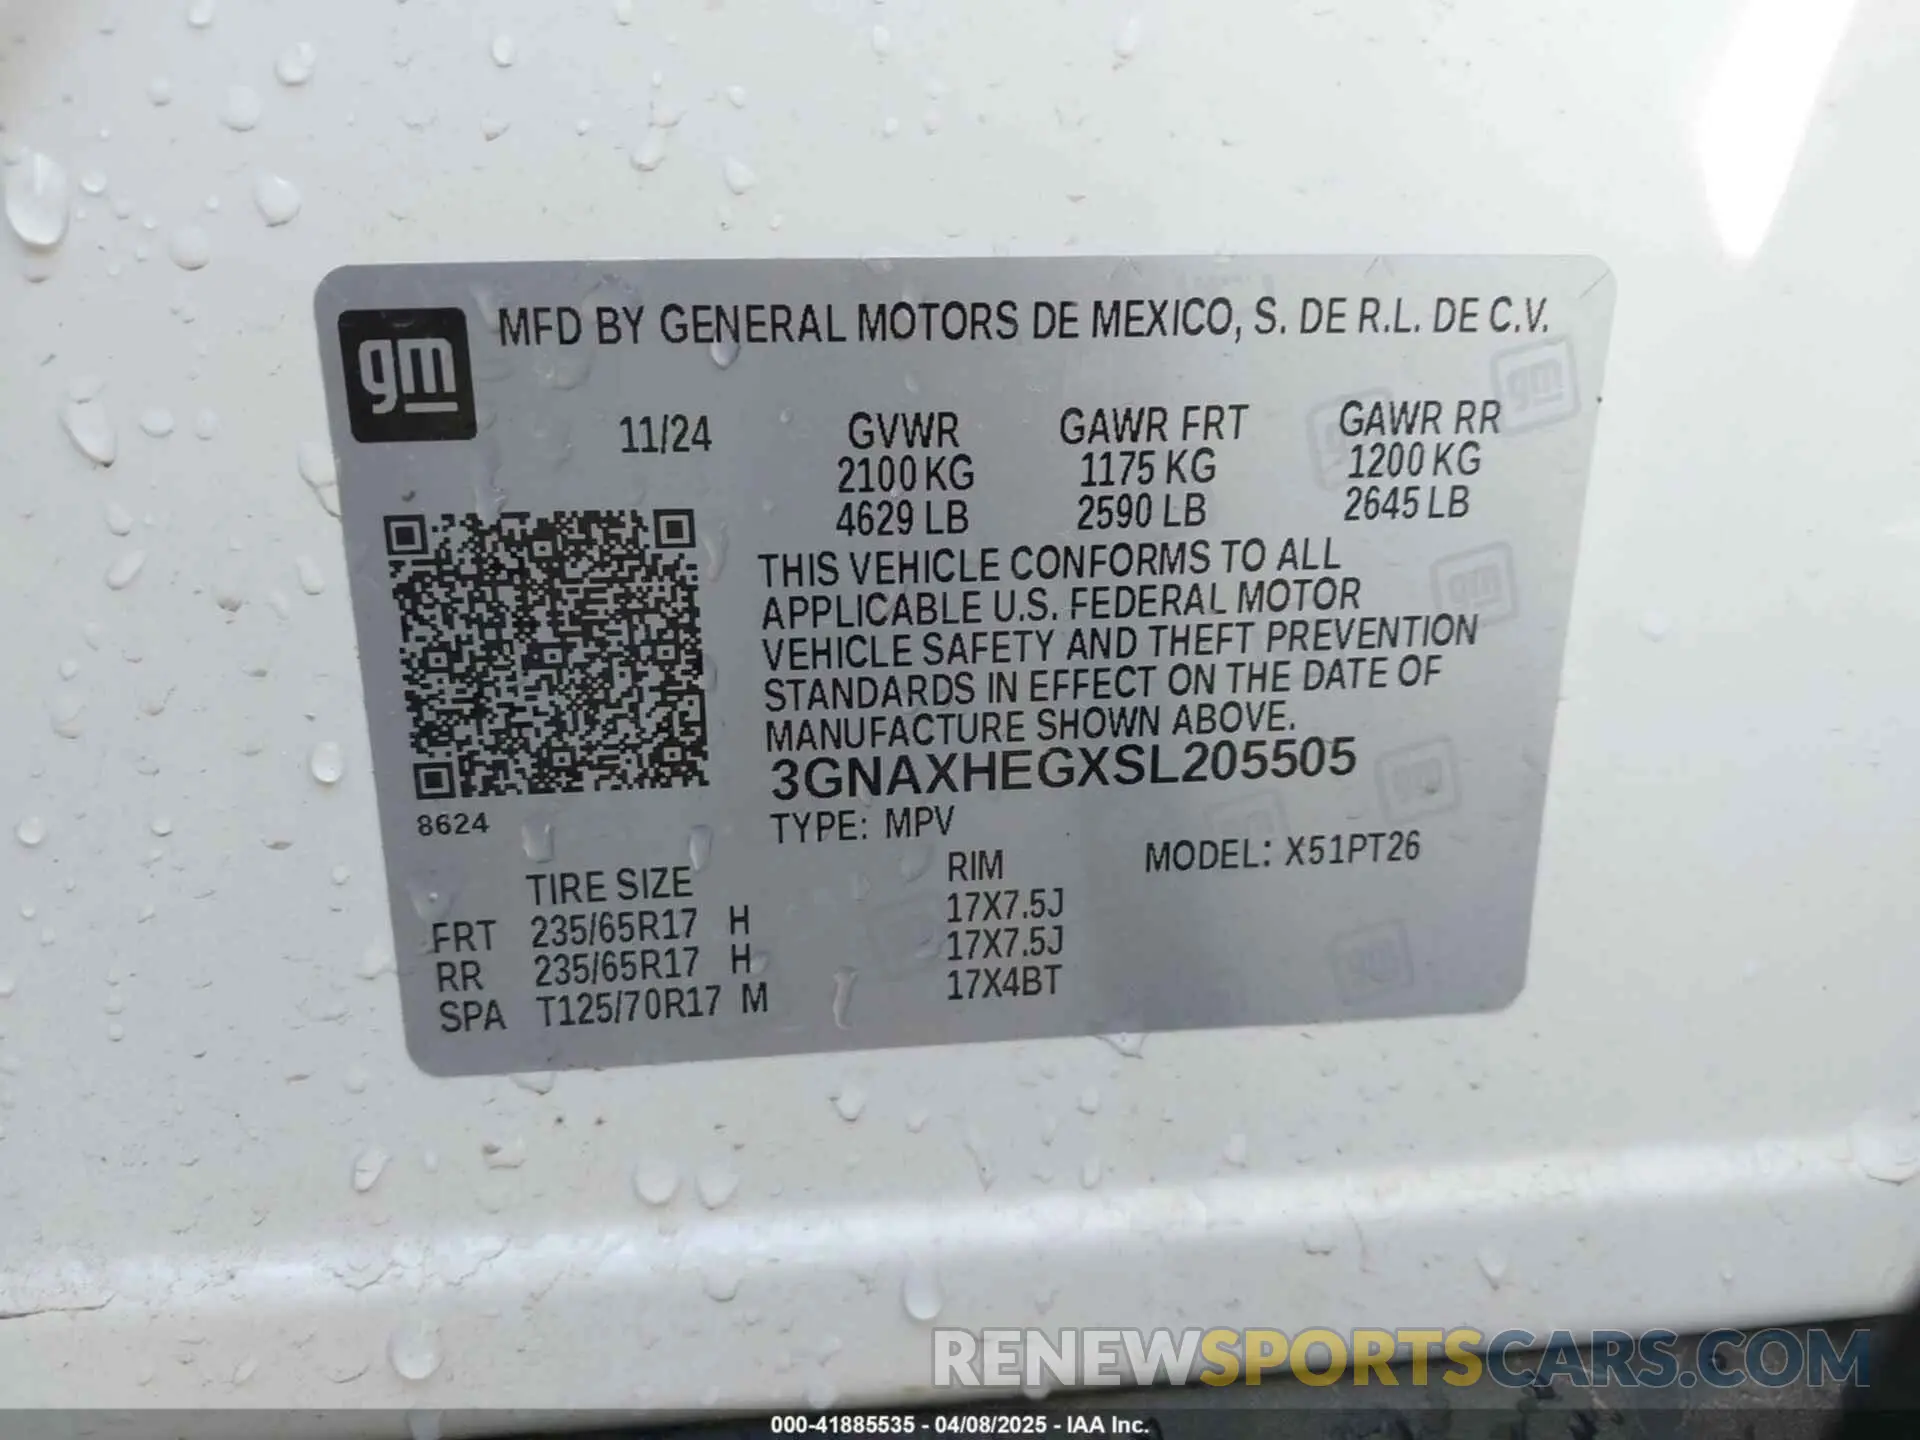 gm
MFD BY GENERAL MOTORS DE MEXICO, S. DE R.L. DE C.V.
11/24 GVWR GAWR FRT GAWR RR
2100 KG 1175 KG 1200 KG
4629 LB 2590 LB 2645 LB
THIS VEHICLE CONFORMS TO ALL
APPLICABLE U.S. FEDERAL MOTOR
VEHICLE SAFETY AND THEFT PREVENTION
STANDARDS IN EFFECT ON THE DATE OF
MANUFACTURE SHOWN ABOVE.
3GNAXHEGXSL205505
8624 TYPE: MPV
MODEL: X51PT26
TIRE SIZE RIM
FRT 235/65R17 H 17X7.5J
RR 235/65R17 H 17X7.5J
SPA T125/70R17 M 17X4BT
RENEWSPORTSCARS.COM
000-41885535 - 04/08/2025 - IAA Inc.